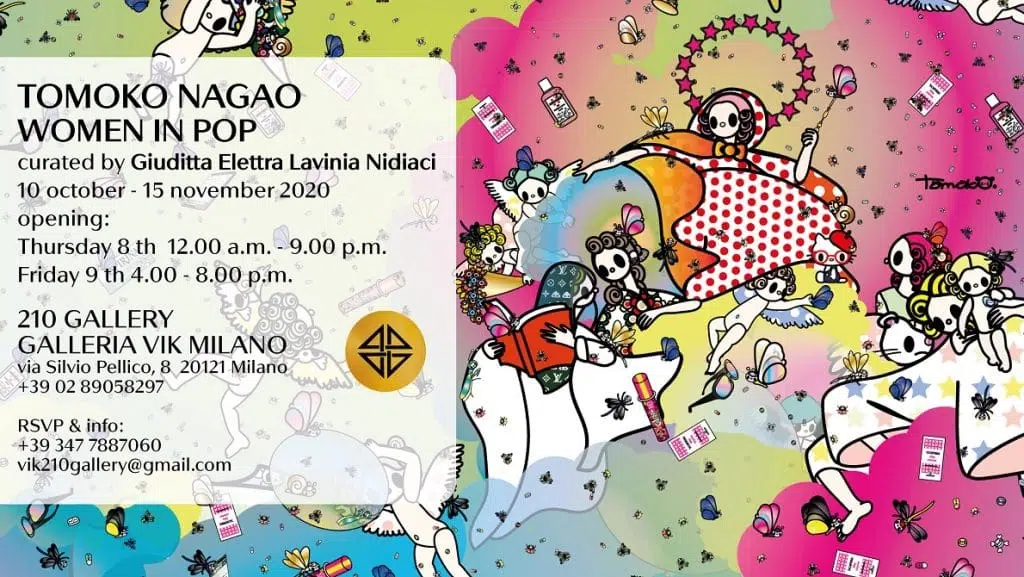 TOMOKO NAGAO
WOMEN IN POP
curated by Giuditta Elettra Lavinia Nidiaci
10 october - 15 november 2020
opening:
Thursday 8 th 12.00 a.m. - 9.00 p.m.
Friday 9 th 4.00 - 8.00 p.m.
210 GALLERY
GALLERIA VIK MILANO
via Silvio Pellico, 8 20121 Milano
+39 02 89058297
RSVP & info:
+39 347 7887060
vik210gallery@gmail.com